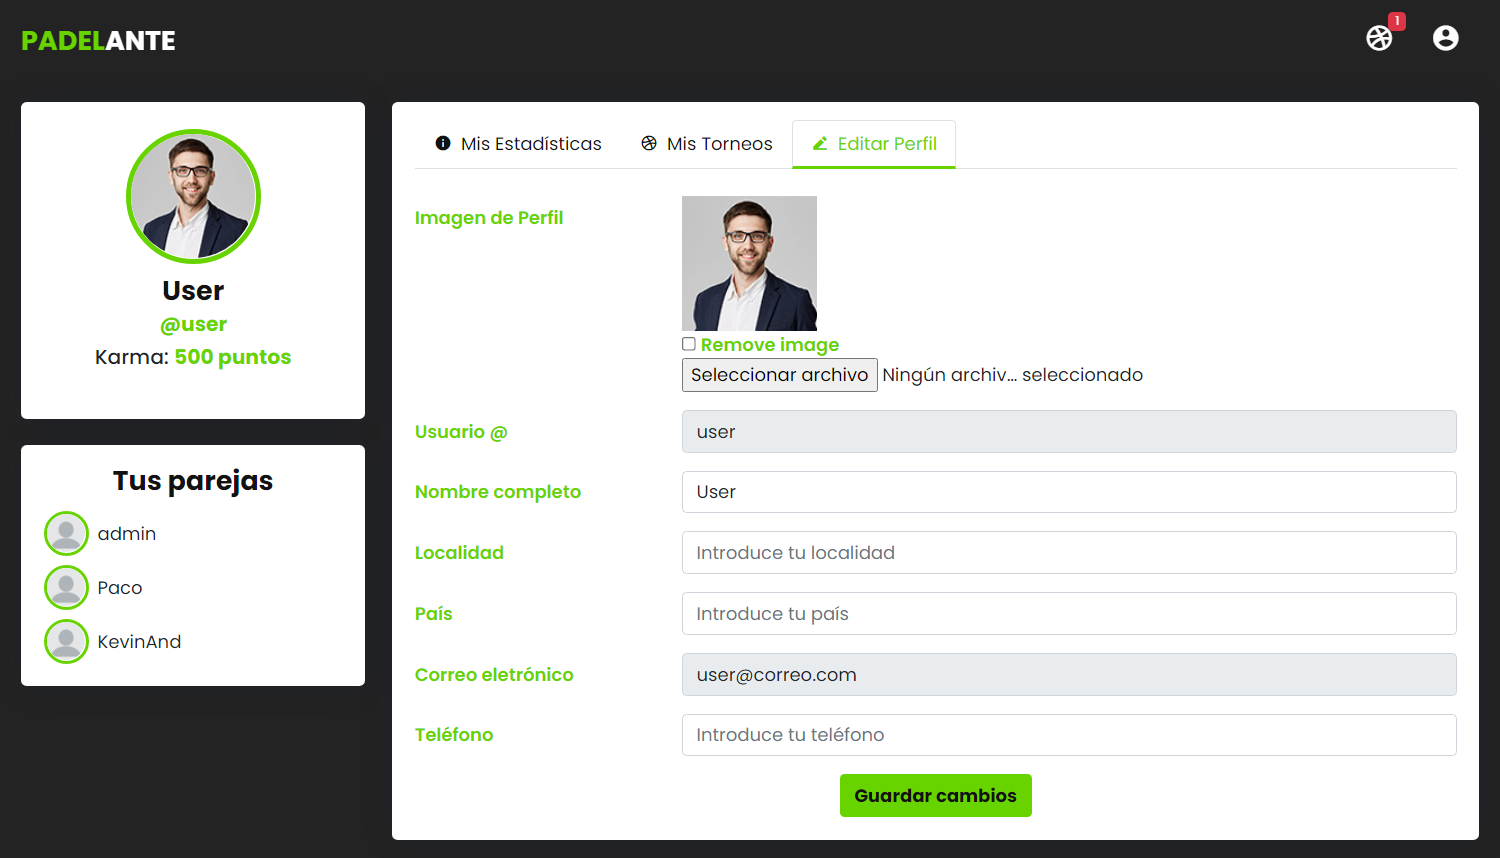 PADELANTE
1
User
@user
Karma: 500 puntos
Tus parejas
admin
Paco
KevinAnd
Mis Estadísticas
Mis Torneos
Editar Perfil
Imagen de Perfil
Remove image
Seleccionar archivo Ningún archiv... seleccionado
Usuario @
user
Nombre completo
User
Localidad
Introduce tu localidad
País
Introduce tu país
Correo eletrónico
user@correo.com
Teléfono
Introduce tu teléfono
Guardar cambios